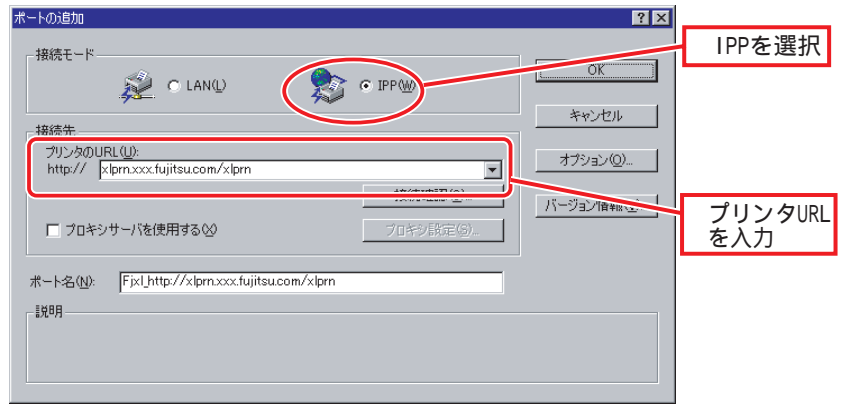 ポートの追加
接続モード
LAN(L)
IPP(W)
IPPを選択
OK
キャンセル
接続先
プリンタのURL(U):
http://
xlprn.xxx.fujitsu.com/xlprn
オプション(O)...
バージョン情報
プロキシサーバを使用する(X)
プロキシ設定(S)...
プリンタURL
を入力
ポート名(N):
Fjxl_http://xlprn.xxx.fujitsu.com/xlprn
説明